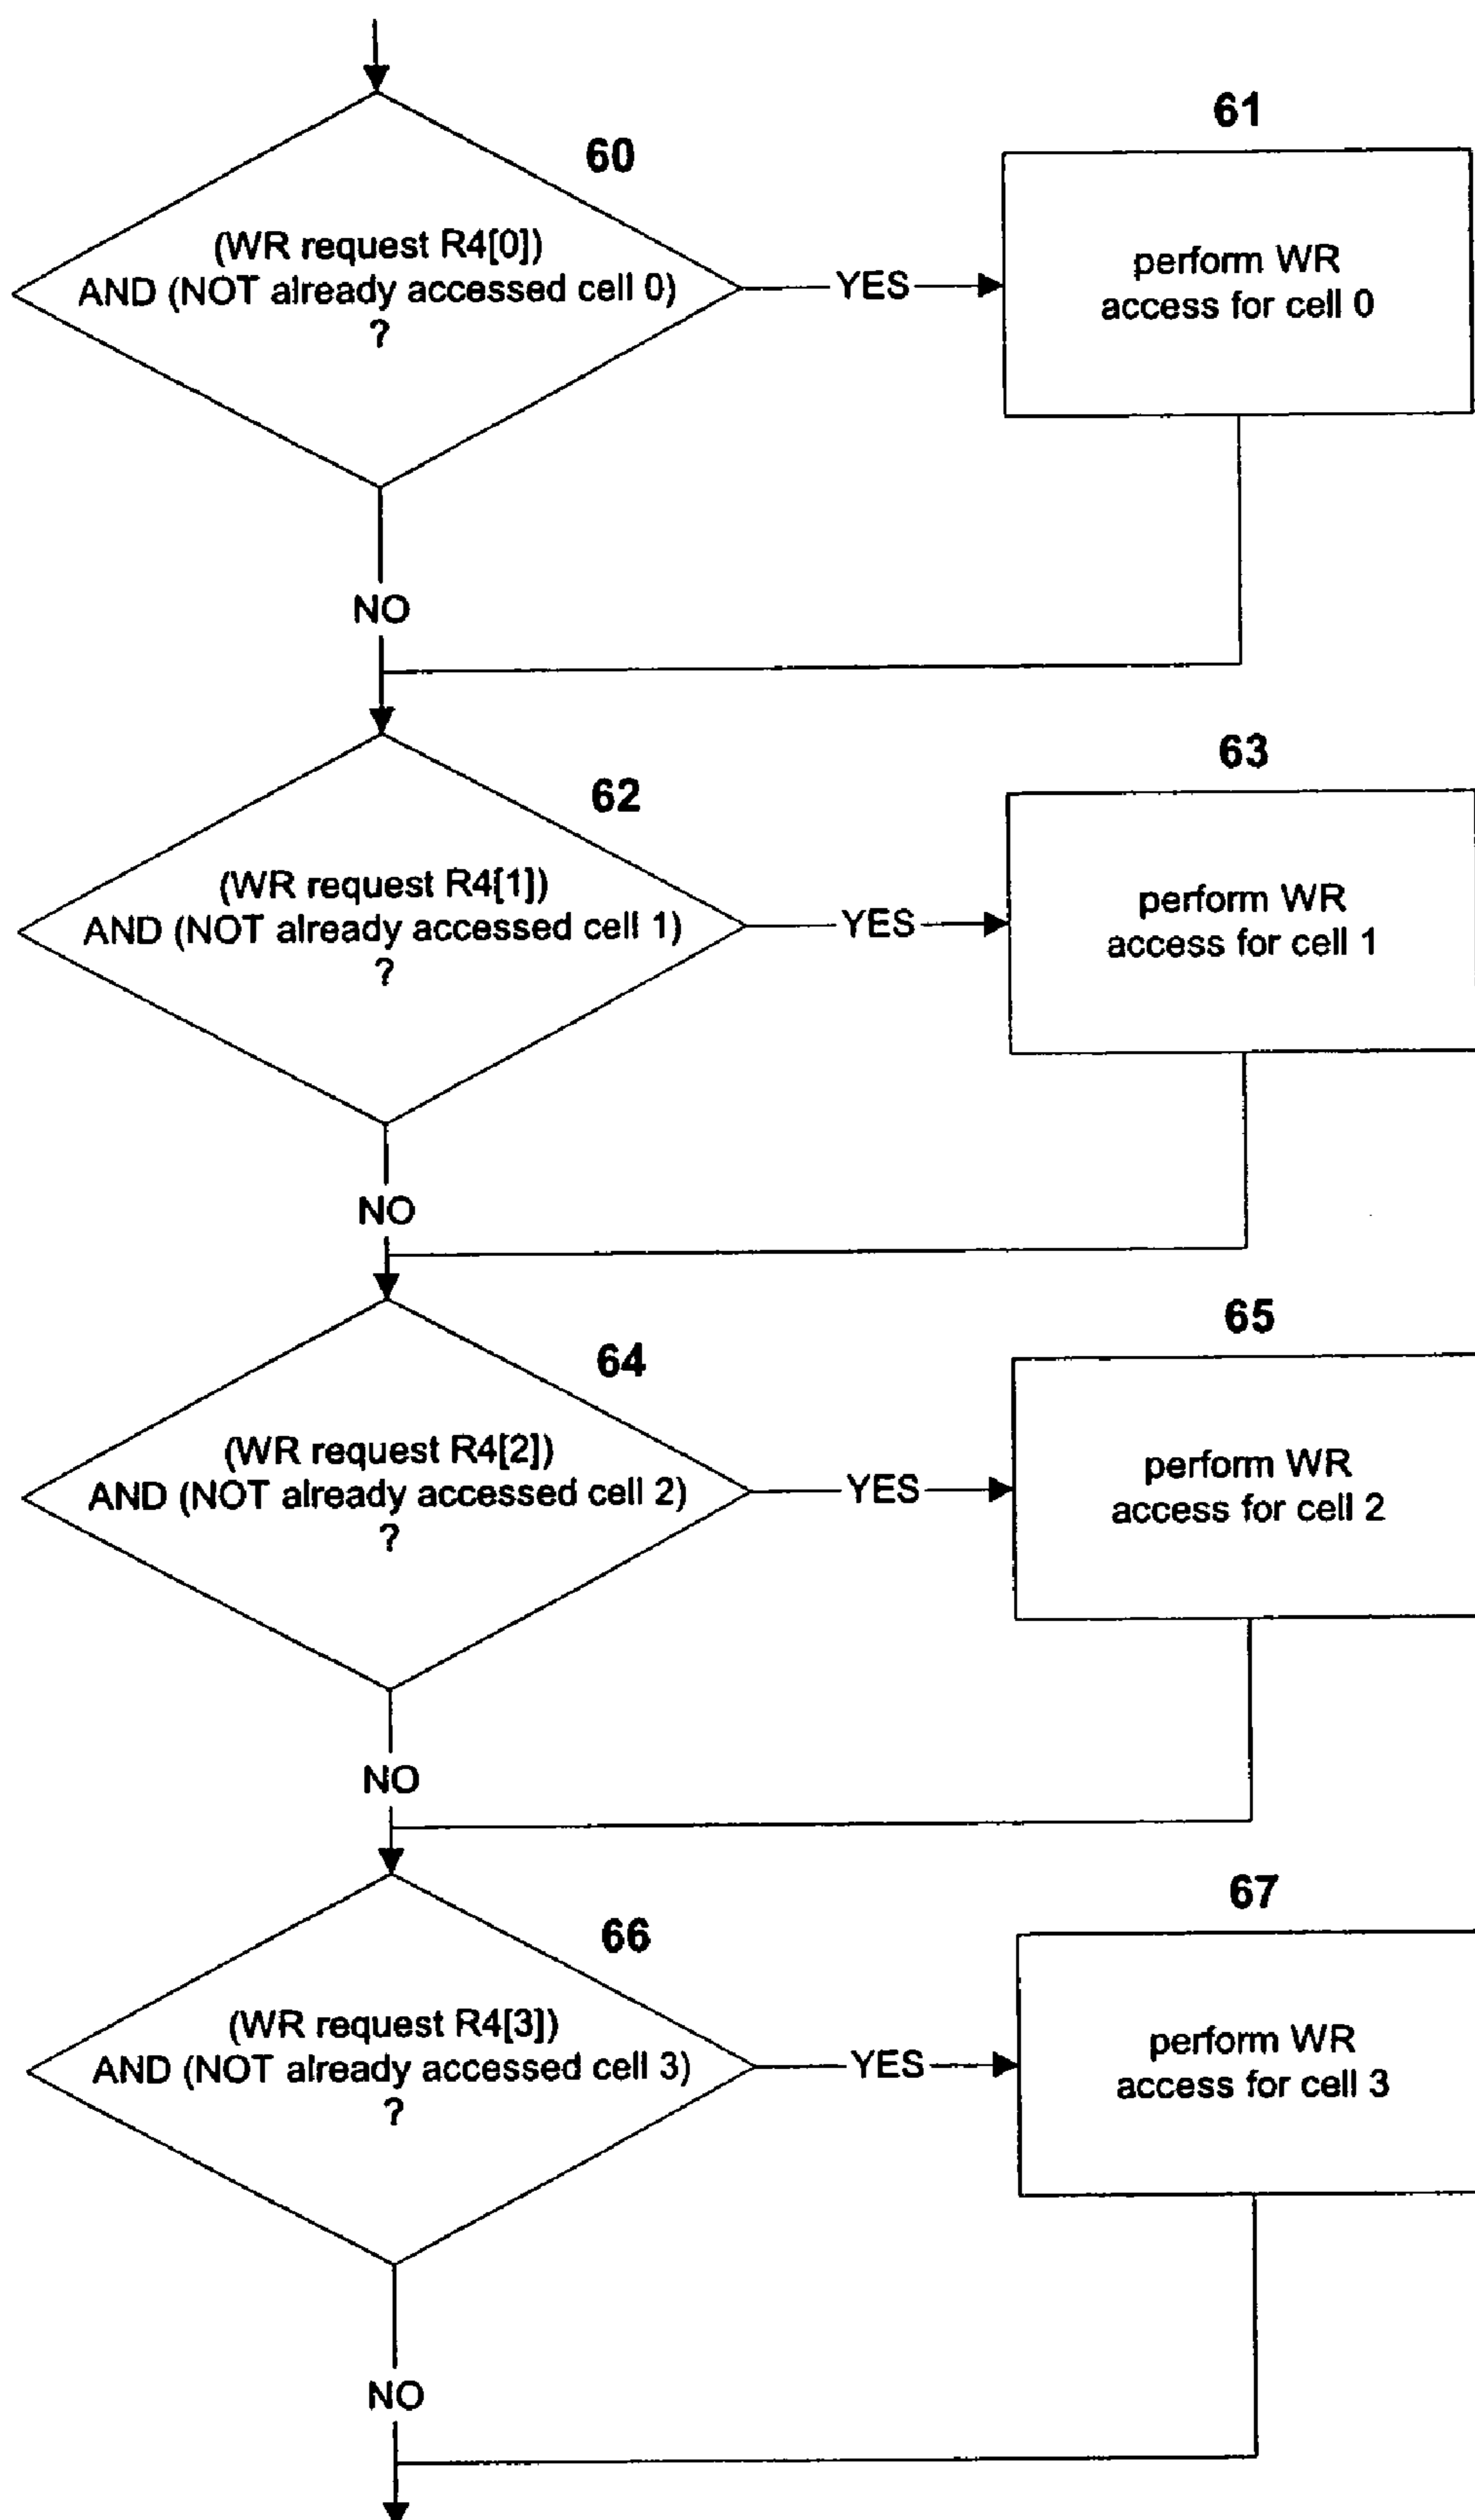 60
(WR request R4[0])
AND (NOT already accessed cell 0)
?
YES
61
perform WR
access for cell 0
NO
62
(WR request R4[1])
AND (NOT already accessed cell 1)
?
YES
63
perform WR
access for cell 1
NO
64
(WR request R4[2])
AND (NOT already accessed cell 2)
?
YES
65
perform WR
access for cell 2
NO
66
(WR request R4[3])
AND (NOT already accessed cell 3)
?
YES
67
perform WR
access for cell 3
NO